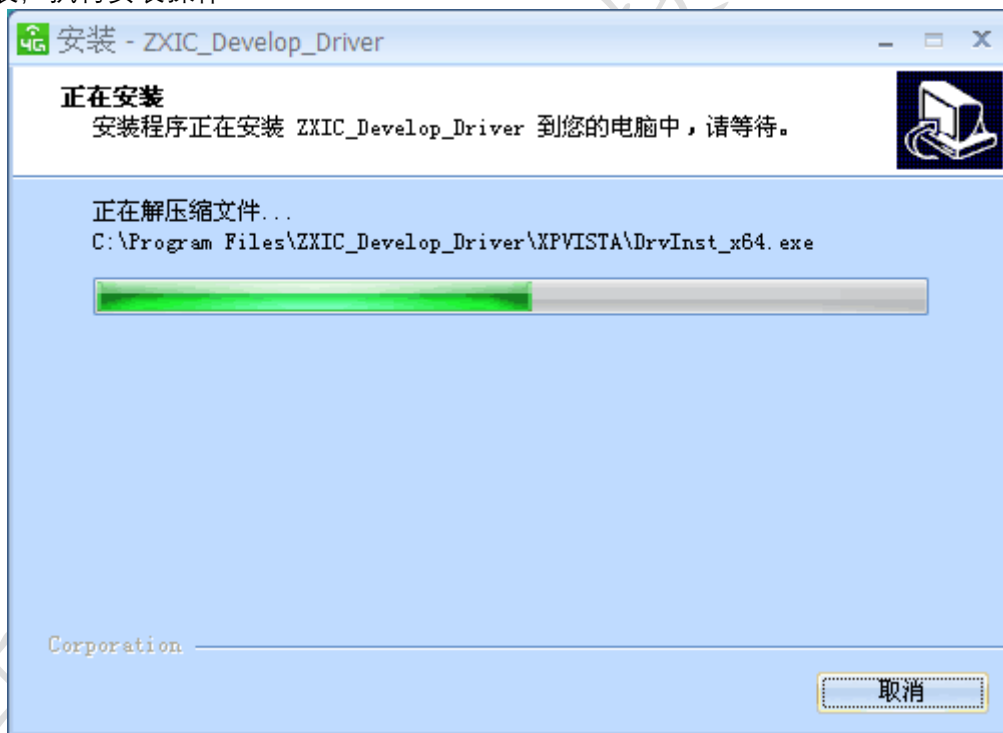 4G 安装 - ZXIC_Develop_Driver
正在安装
安装程序正在安装 ZXIC_Develop_Driver 到您的电脑中，请等待。
正在解压缩文件...
C:\Program Files\ZXIC_Develop_Driver\XPVISTA\DrvInst_x64.exe
Corporation
取消